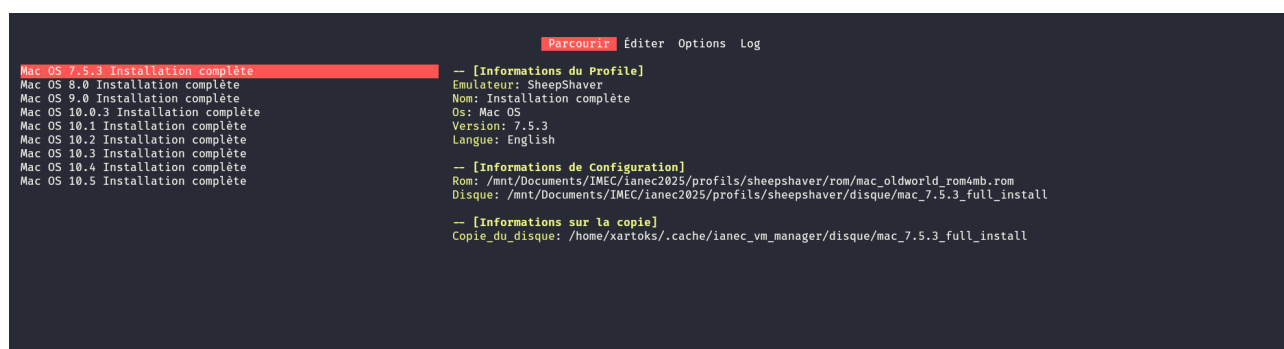 Parcourir Éditer Options Log
Mac OS 7.5.3 Installation complète
Mac OS 8.0 Installation complète
Mac OS 9.0 Installation complète
Mac OS 10.0.3 Installation complète
Mac OS 10.1 Installation complète
Mac OS 10.2 Installation complète
Mac OS 10.3 Installation complète
Mac OS 10.4 Installation complète
Mac OS 10.5 Installation complète
-- [Informations du Profile]
Emulateur: SheepShaver
Nom: Installation complète
Os: Mac OS
Version: 7.5.3
Langue: English
-- [Informations de Configuration]
Rom: /mnt/Documents/IMEC/ianec2025/profils/sheepshaver/rom/mac_oldworld_rom4mb.rom
Disque: /mnt/Documents/IMEC/ianec2025/profils/sheepshaver/disque/mac_7.5.3_full_install
-- [Informations sur la copie]
Copie_du_disque: /home/xartoks/.cache/ianec_vm_manager/disque/mac_7.5.3_full_install